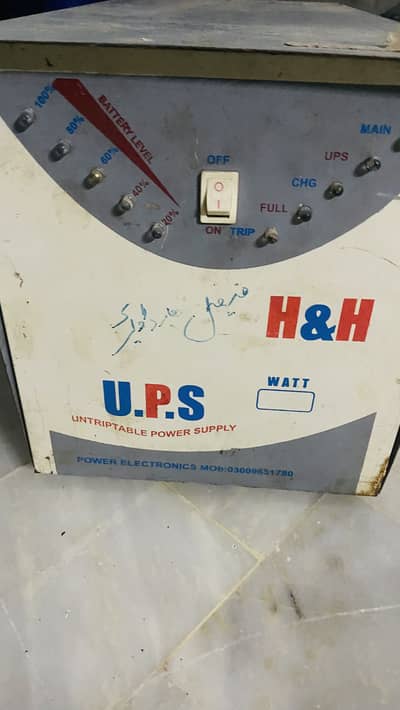 100%
80%
60%
40%
20%
BATTERY LEVEL
OFF
ON
TRIP
FULL
CHG
UPS
MAIN
H&H
U.P.S
UNTRIPTABLE POWER SUPPLY
WATT
POWER ELECTRONICS MOb:03009651780